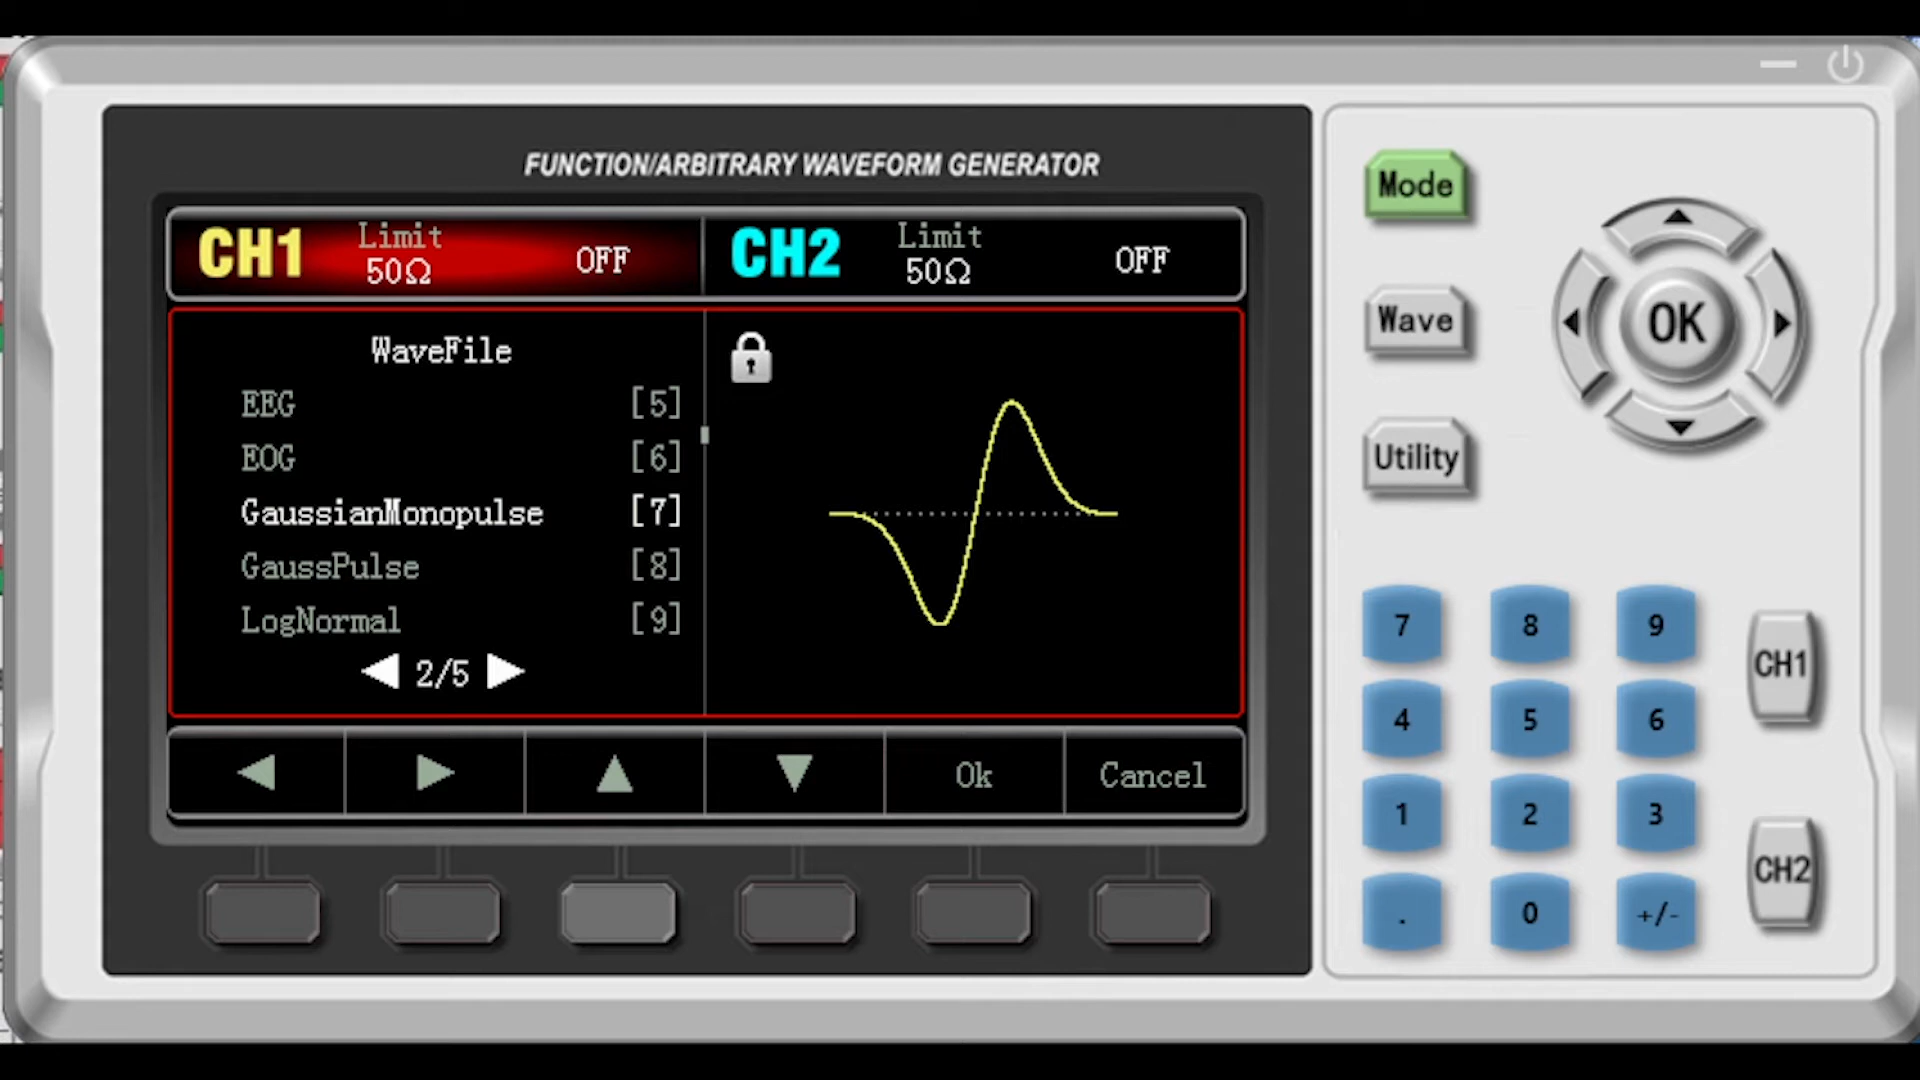 FUNCTION/ARBITRARY WAVEFORM GENERATOR
CH1 Limit 50Ω OFF
CH2 Limit 50Ω OFF
WaveFile
EEG [5]
EOG [6]
GaussianMonopulse [7]
GaussPulse [8]
LogNormal [9]
2/5
Ok Cancel
Mode
Wave
Utility
OK
7 8 9
4 5 6
1 2 3
. 0 +/-
CH1
CH2